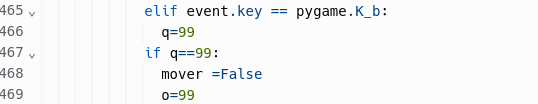 465 elif event.key == pygame.K_b:
466 q=99
467 if q==99:
468 mover =False
469 o=99